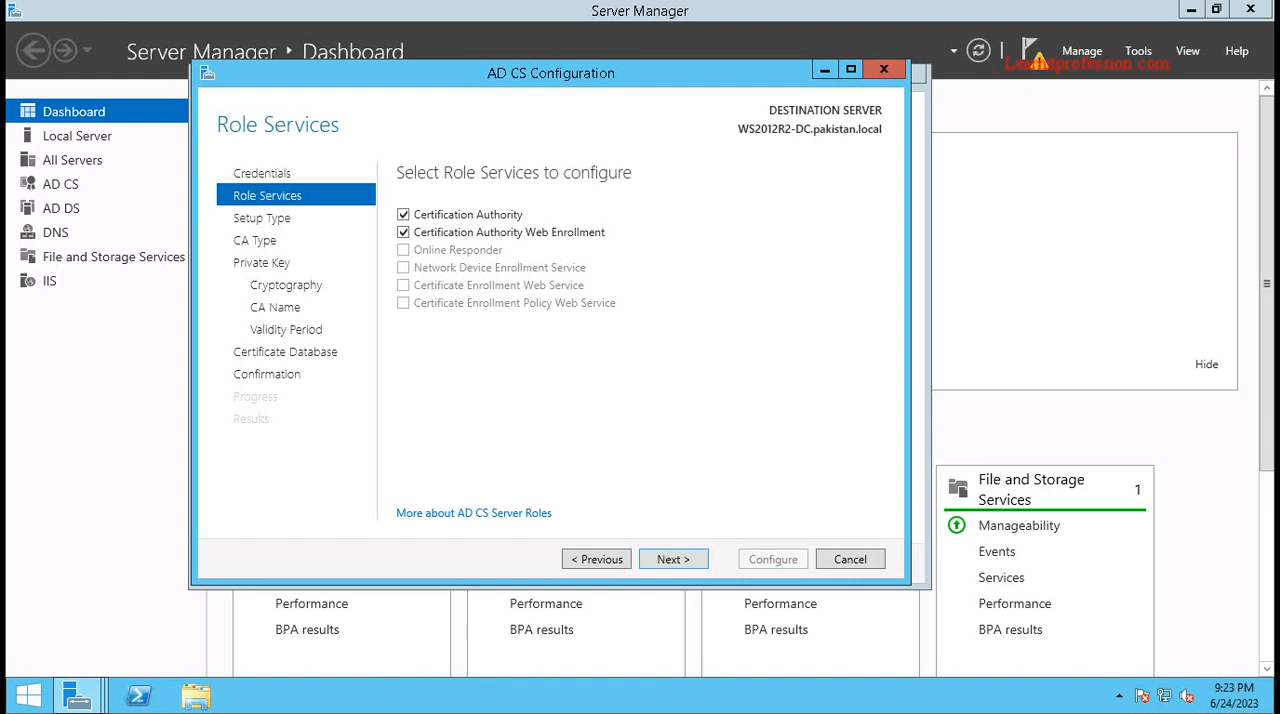 Server Manager
Server Manager
Dashboard
Manage
Tools
View
Help
AD CS Configuration
Dashboard
Local Server
All Servers
AD CS
AD DS
DNS
File and Storage Services
IIS
Role Services
DESTINATION SERVER
WS2012R2-DC.pakistan.local
Credentials
Role Services
Setup Type
CA Type
Private Key
Cryptography
CA Name
Validity Period
Certificate Database
Confirmation
Progress
Results
Select Role Services to configure
Certification Authority
Certification Authority Web Enrollment
Online Responder
Network Device Enrollment Service
Certificate Enrollment Web Service
Certificate Enrollment Policy Web Service
More about AD CS Server Roles
< Previous
Next >
Configure
Cancel
Hide
File and Storage
Services
1
Manageability
Events
Services
Performance
BPA results
Performance
BPA results
Performance
BPA results
Performance
BPA results
9:23 PM
6/24/2023